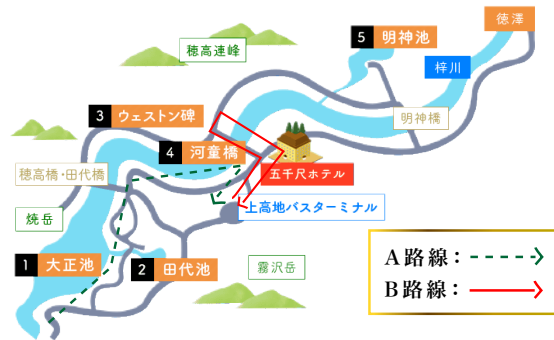 徳澤
5 明神池
穂高連峰
梓川
3 ウェストン碑
明神橋
4 河童橋
穂高橋・田代橋
五千尺ホテル
上高地バスターミナル
焼岳
1 大正池
2 田代池
霧沢岳
A路線：
B路線：